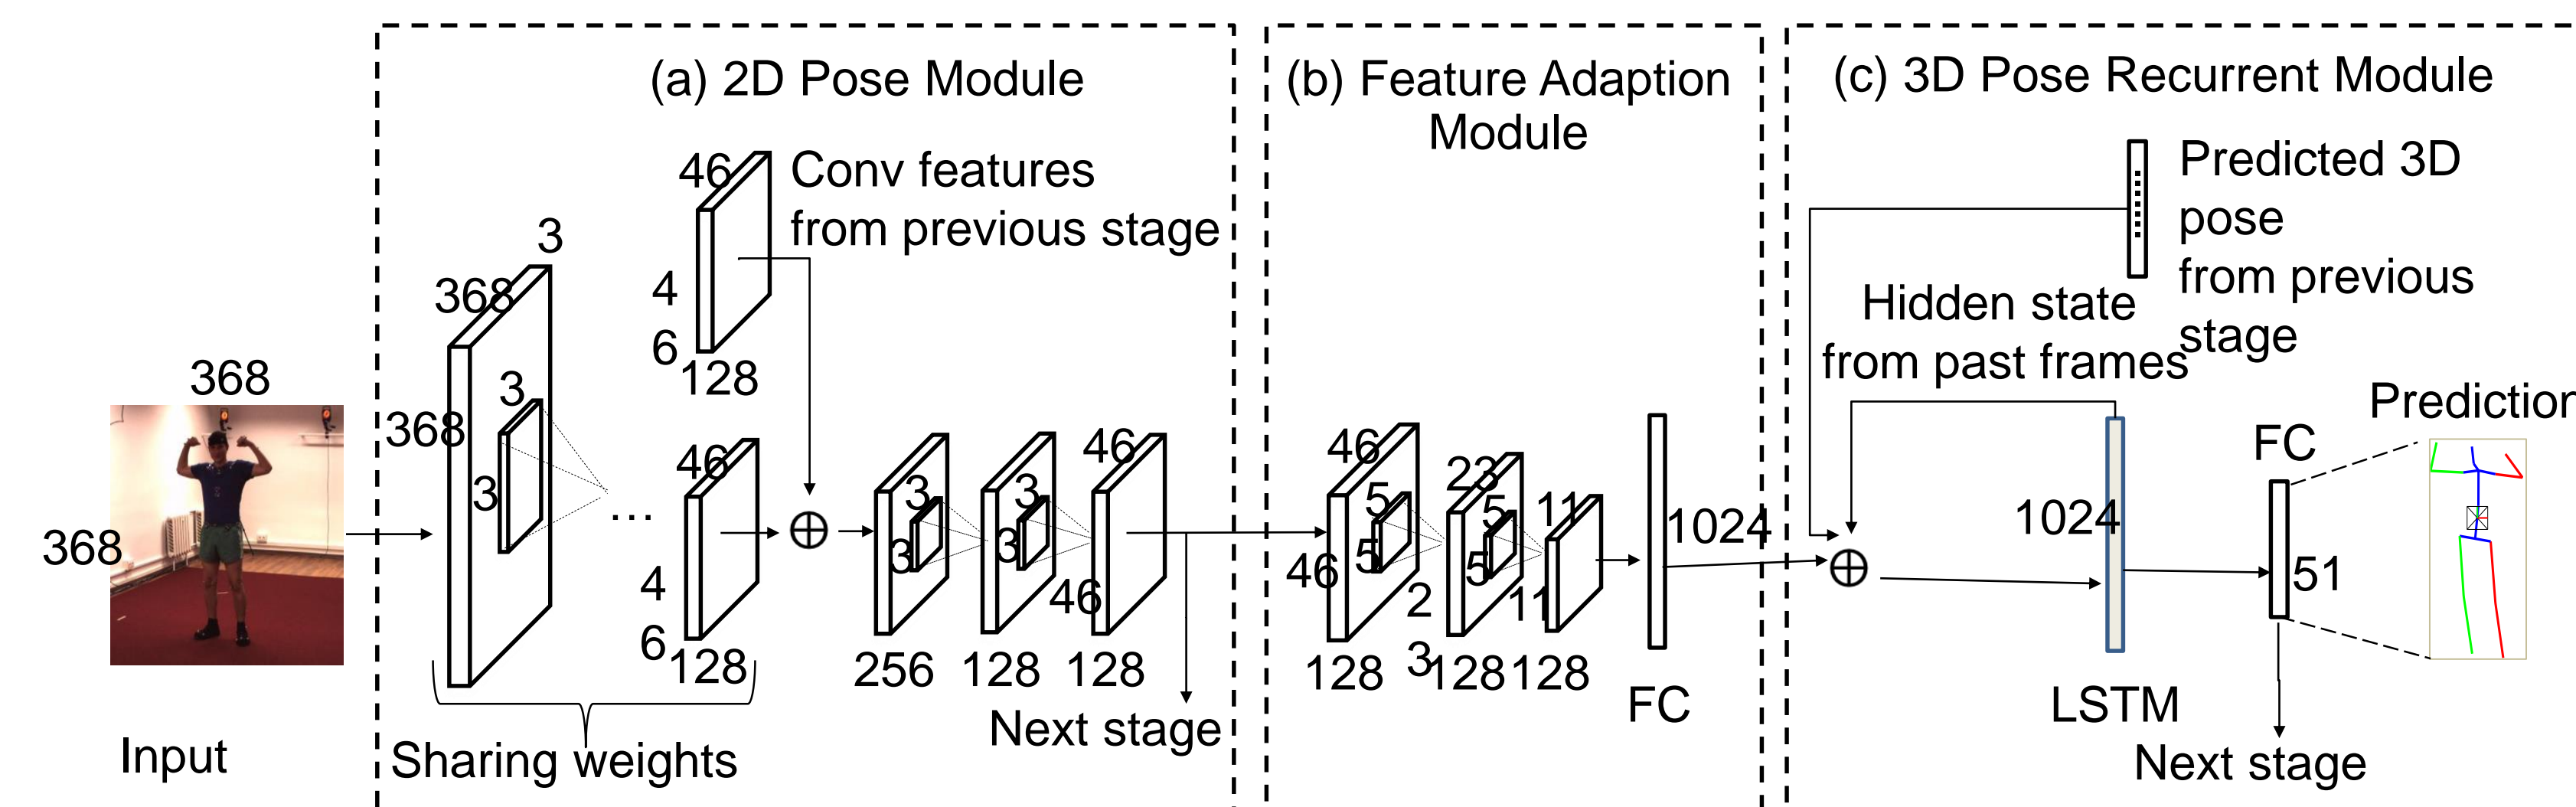 (a) 2D Pose Module
46
Conv features
from previous stage
3
368
4
6
128
368
368
3
3
368
46
...
4
6
128
Input
Sharing weights
3
3
256
3
3
128
46
46
128
Next stage
(b) Feature Adaption
Module
46
46
5
5
128
23
2
3
5
5
128
11
11
128
1024
FC
(c) 3D Pose Recurrent Module
Predicted 3D
pose
from previous
stage
Hidden state
from past frames
1024
LSTM
FC
51
Prediction
Next stage